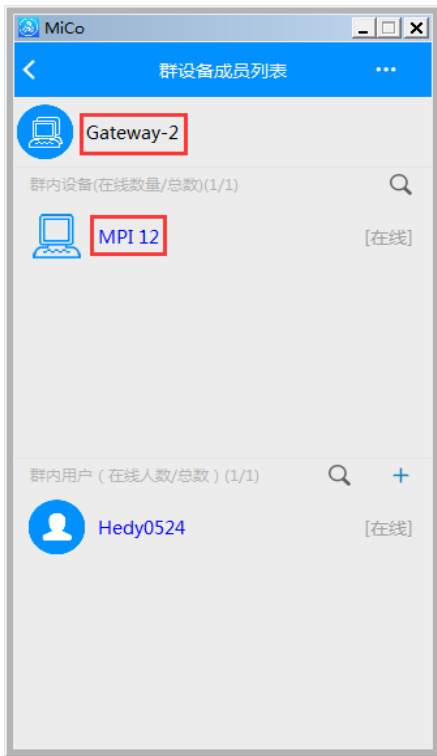 MiCo
群设备成员列表
Gateway-2
群内设备(在线数量/总数)(1/1)
MPI 12
[在线]
群内用户（在线人数/总数）(1/1)
Hedy0524
[在线]